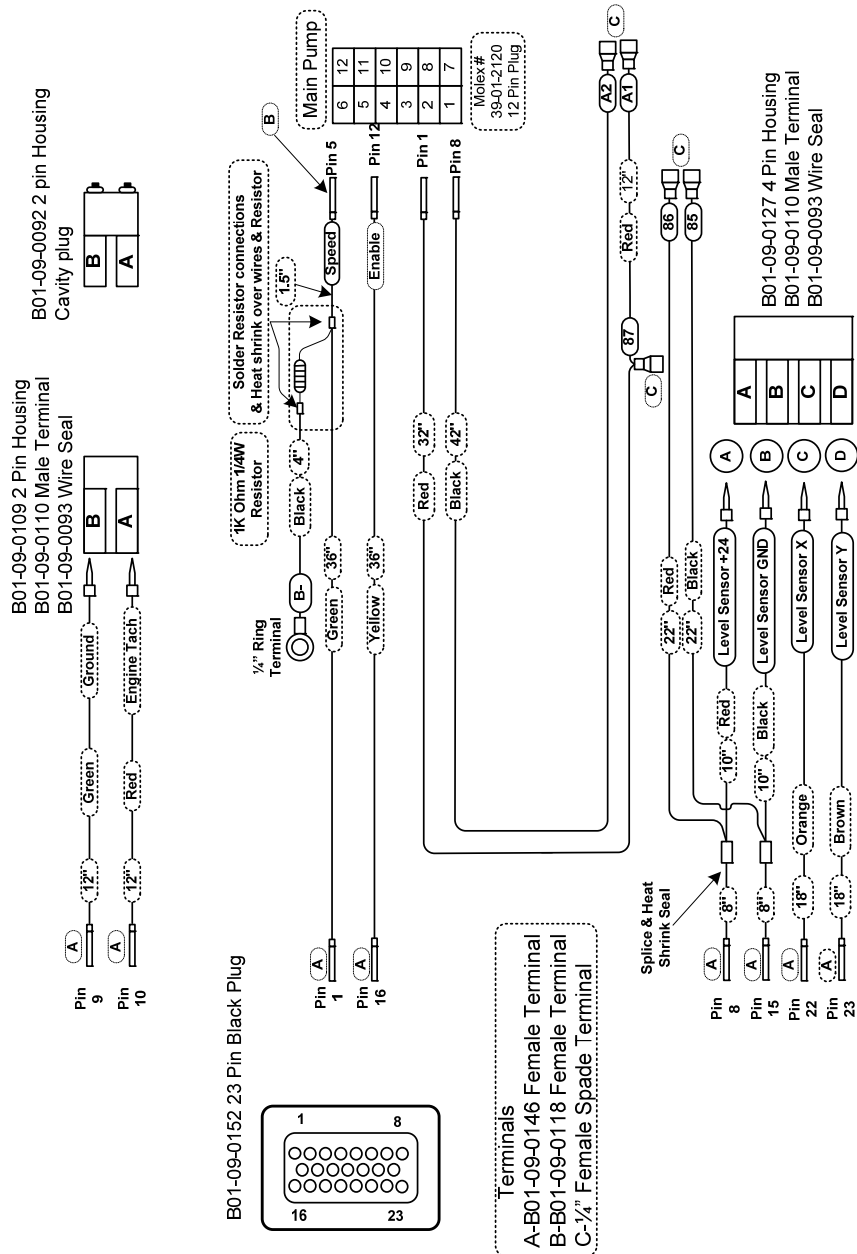 B01-09-0109 2 Pin Housing
B01-09-0110 Male Terminal
B01-09-0093 Wire Seal
B01-09-0092 2 pin Housing
Cavity plug
B
A
B
A
Pin
9
A
12"
Green
Ground
Pin
10
A
12"
Red
Engine Tach
B01-09-0152 23 Pin Black Plug
1
8
16
23
¼" Ring
Terminal
B-
Black
4"
1K Ohm 1/4W
Resistor
Solder Resistor connections
& Heat shrink over wires & Resistor
1.5"
B
Main Pump
6
12
5
11
4
10
3
9
2
8
1
7
Molex#
39-01-2120
12 Pin Plug
Pin
1
A
Green
36"
Speed
Pin 5
Pin
16
A
Yellow
36"
Enable
Pin 12
Red
32"
Pin 1
Black
42"
Pin 8
A2
A1
C
87
Red
12"
C
Terminals
A-B01-09-0146 Female Terminal
B-B01-09-0118 Female Terminal
C-¼" Female Spade Terminal
Splice & Heat
Shrink Seal
22"
Red
86
22"
Black
85
C
Pin
8
A
8"
10"
Red
Level Sensor +24
A
Pin
15
A
8"
10"
Black
Level Sensor GND
B
Pin
22
A
18"
Orange
Level Sensor X
C
Pin
23
A
18"
Brown
Level Sensor Y
D
A
B
C
D
B01-09-0127 4 Pin Housing
B01-09-0110 Male Terminal
B01-09-0093 Wire Seal